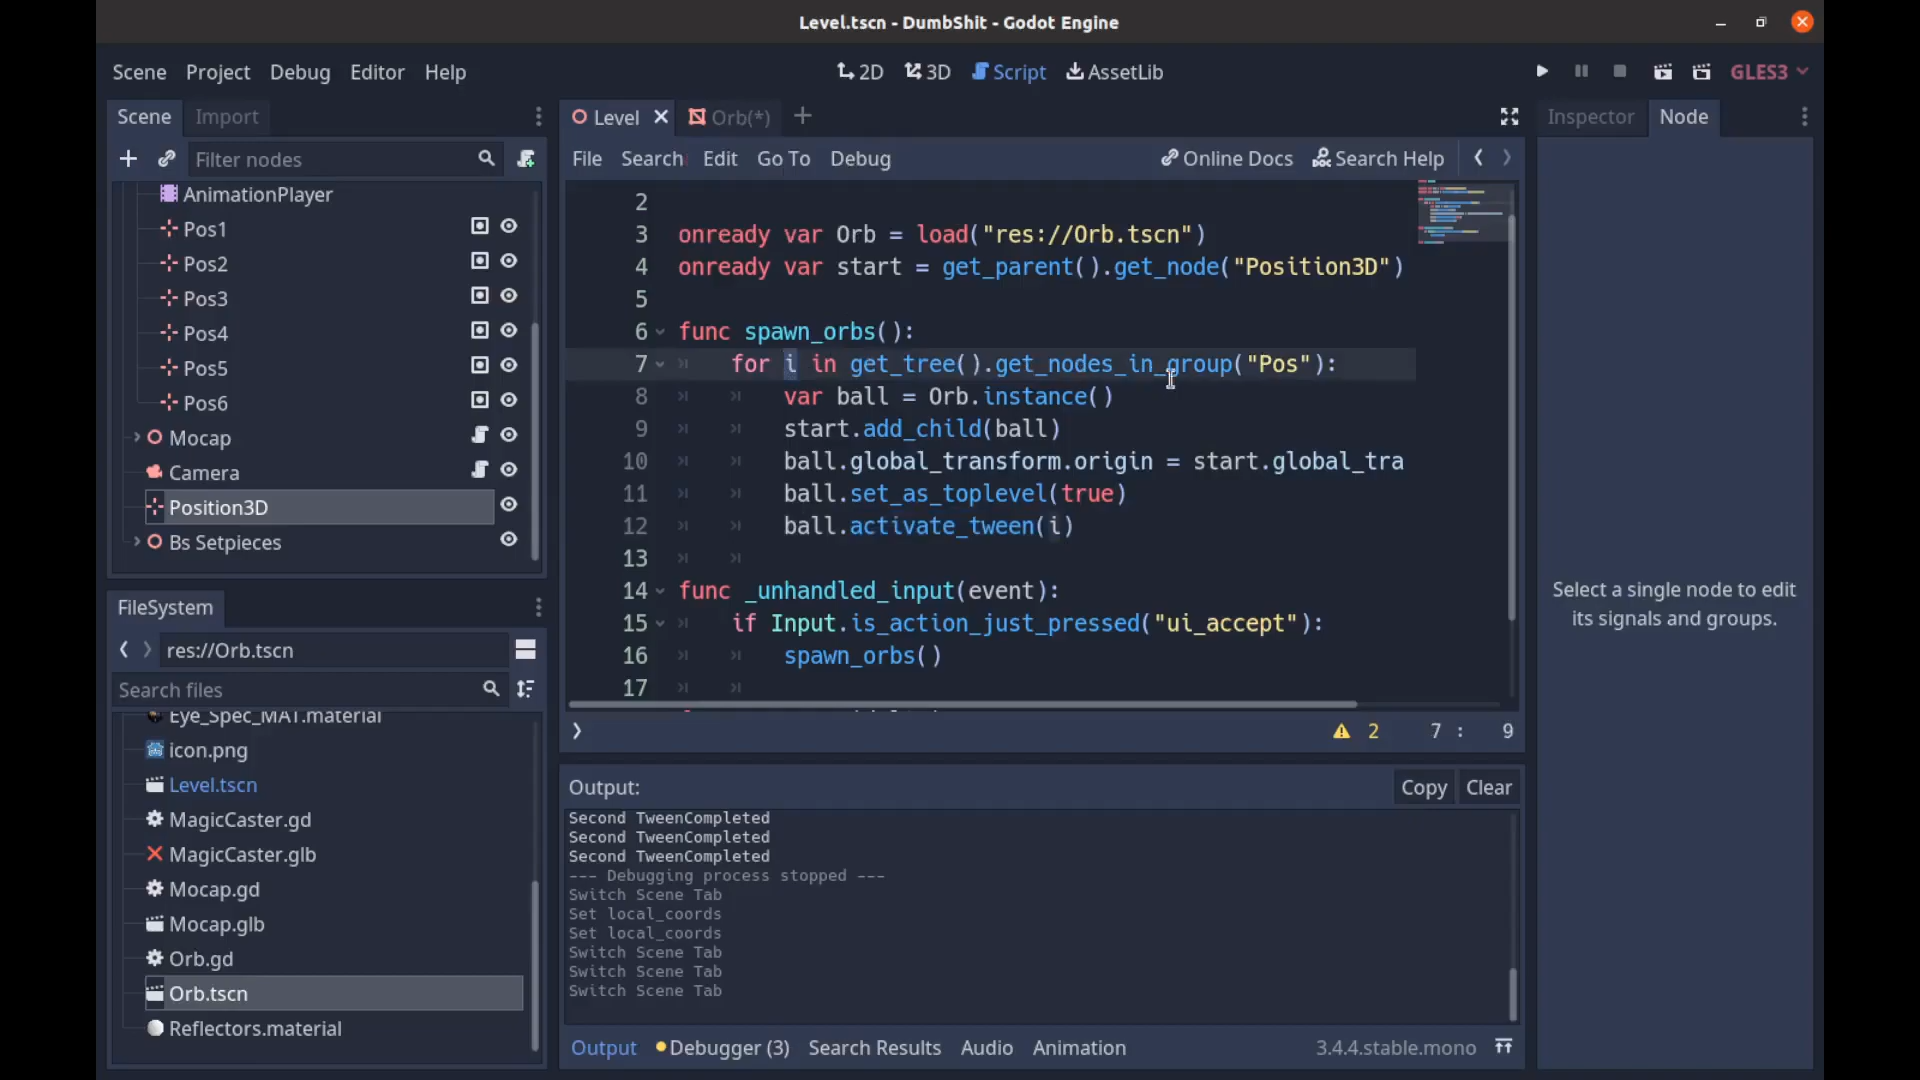 Level.tscn - DumbShit - Godot Engine
Scene Project Debug Editor Help
2D 3D Script AssetLib
GLES3
Scene Import
Filter nodes
AnimationPlayer
Pos1
Pos2
Pos3
Pos4
Pos5
Pos6
Mocap
Camera
Position3D
Bs Setpieces
FileSystem
res://Orb.tscn
Search files
Eye_Spec_MAT.material
icon.png
Level.tscn
MagicCaster.gd
MagicCaster.glb
Mocap.gd
Mocap.glb
Orb.gd
Orb.tscn
Reflectors.material
Level Orb(*)
File Search Edit Go To Debug
Online Docs Search Help
2
3 onready var Orb = load("res://Orb.tscn")
4 onready var start = get_parent().get_node("Position3D")
5
6 func spawn_orbs():
7 for i in get_tree().get_nodes_in_group("Pos"):
8 var ball = Orb.instance()
9 start.add_child(ball)
10 ball.global_transform.origin = start.global_tra
11 ball.set_as_toplevel(true)
12 ball.activate_tween(i)
13
14 func _unhandled_input(event):
15 if Input.is_action_just_pressed("ui_accept"):
16 spawn_orbs()
17
2 7 : 9
Output: Copy Clear
Second TweenCompleted
Second TweenCompleted
Second TweenCompleted
--- Debugging process stopped ---
Switch Scene Tab
Set local_coords
Set local_coords
Switch Scene Tab
Switch Scene Tab
Switch Scene Tab
Output Debugger (3) Search Results Audio Animation
3.4.4.stable.mono
Inspector Node
Select a single node to edit
its signals and groups.